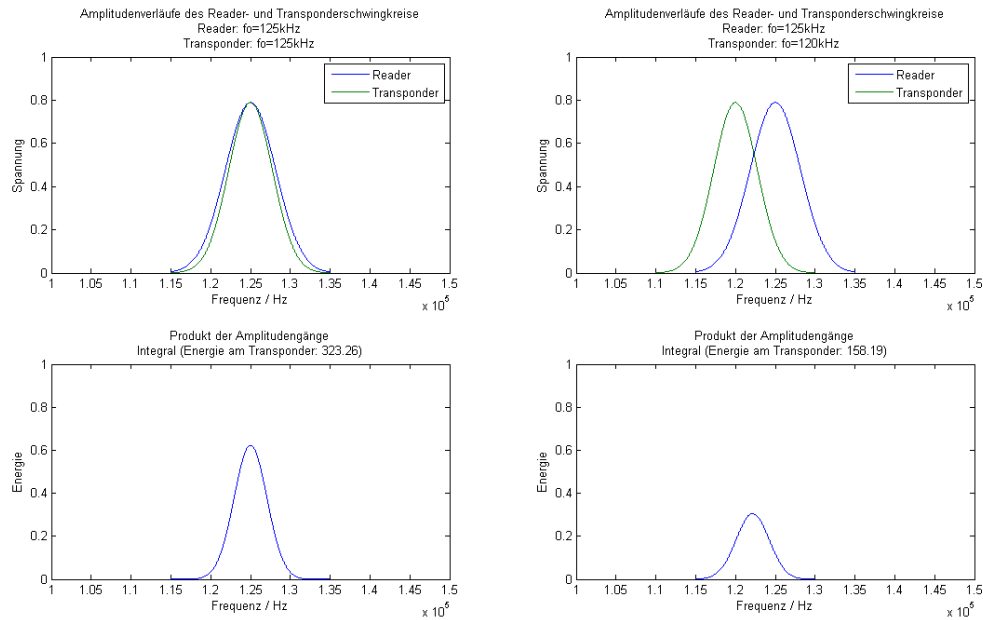 Amplitudenverläufe des Reader- und Transponderschwingkreise
Reader: fo=125kHz
Transponder: fo=125kHz
1
0.8
0.6
0.4
0.2
0
Spannung
Reader
Transponder
1 1.05 1.1 1.15 1.2 1.25 1.3 1.35 1.4 1.45 1.5
Frequenz / Hz
x 10^5
Amplitudenverläufe des Reader- und Transponderschwingkreise
Reader: fo=125kHz
Transponder: fo=120kHz
1
0.8
0.6
0.4
0.2
0
Spannung
Reader
Transponder
1 1.05 1.1 1.15 1.2 1.25 1.3 1.35 1.4 1.45 1.5
Frequenz / Hz
x 10^5
Produkt der Amplitudengänge
Integral (Energie am Transponder: 323.26)
1
0.8
0.6
0.4
0.2
0
Energie
1 1.05 1.1 1.15 1.2 1.25 1.3 1.35 1.4 1.45 1.5
Frequenz / Hz
x 10^5
Produkt der Amplitudengänge
Integral (Energie am Transponder: 158.19)
1
0.8
0.6
0.4
0.2
0
Energie
1 1.05 1.1 1.15 1.2 1.25 1.3 1.35 1.4 1.45 1.5
Frequenz / Hz
x 10^5